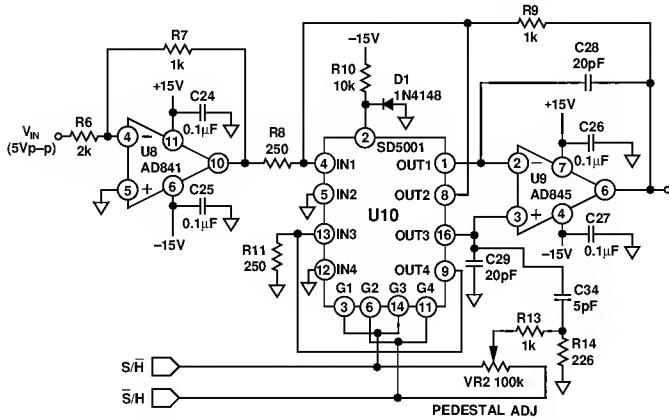 R9
1k
R7
1k
–15V
C28
20pF
R10
10k
D1
1N4148
+15V
C24
0.1µF
+15V
C26
0.1µF
VIN
(5Vp–p)
R6
2k
4
–
11
U8
AD841
10
5
+
6
R8
250
2
SD5001
4
IN1
OUT1
1
5
IN2
OUT2
8
U10
13
IN3
OUT3
16
12
IN4
OUT4
9
G1
G2
G3
G4
3
6
14
11
2
–
7
U9
AD845
6
3
+
4
C25
0.1µF
–15V
R11
250
C27
0.1µF
–15V
C29
20pF
C34
5pF
R13
1k
R14
226
S/H̅
S̅/H
VR2 100k
PEDESTAL ADJ